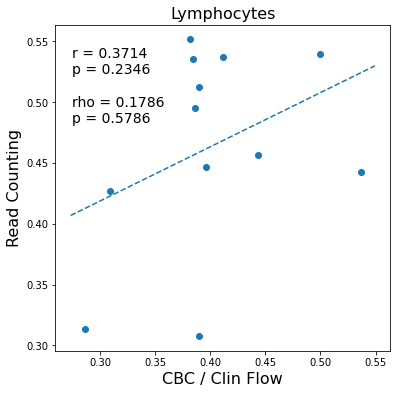 Lymphocytes
r = 0.3714
p = 0.2346
rho = 0.1786
p = 0.5786
Read Counting
0.55
0.50
0.45
0.40
0.35
0.30
0.30
0.35
0.40
0.45
0.50
0.55
CBC / Clin Flow